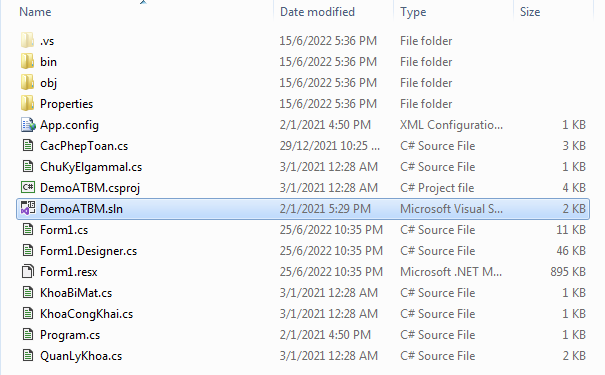 Name Date modified Type Size
.vs 15/6/2022 5:36 PM File folder
bin 15/6/2022 5:36 PM File folder
obj 15/6/2022 5:36 PM File folder
Properties 15/6/2022 5:36 PM File folder
App.config 2/1/2021 4:50 PM XML Configuratio... 1 KB
CacPhepToan.cs 29/12/2021 10:25 ... C# Source File 3 KB
ChuKyElgammal.cs 3/1/2021 12:28 AM C# Source File 1 KB
C# DemoATBM.csproj 3/1/2021 12:28 AM C# Project file 4 KB
DemoATBM.sln 2/1/2021 5:29 PM Microsoft Visual S... 2 KB
Form1.cs 25/6/2022 10:35 PM C# Source File 11 KB
Form1.Designer.cs 25/6/2022 10:35 PM C# Source File 46 KB
Form1.resx 25/6/2022 10:35 PM Microsoft .NET M... 895 KB
KhoaBiMat.cs 3/1/2021 12:28 AM C# Source File 1 KB
KhoaCongKhai.cs 3/1/2021 12:28 AM C# Source File 1 KB
Program.cs 2/1/2021 4:50 PM C# Source File 1 KB
QuanLyKhoa.cs 3/1/2021 12:28 AM C# Source File 1 KB